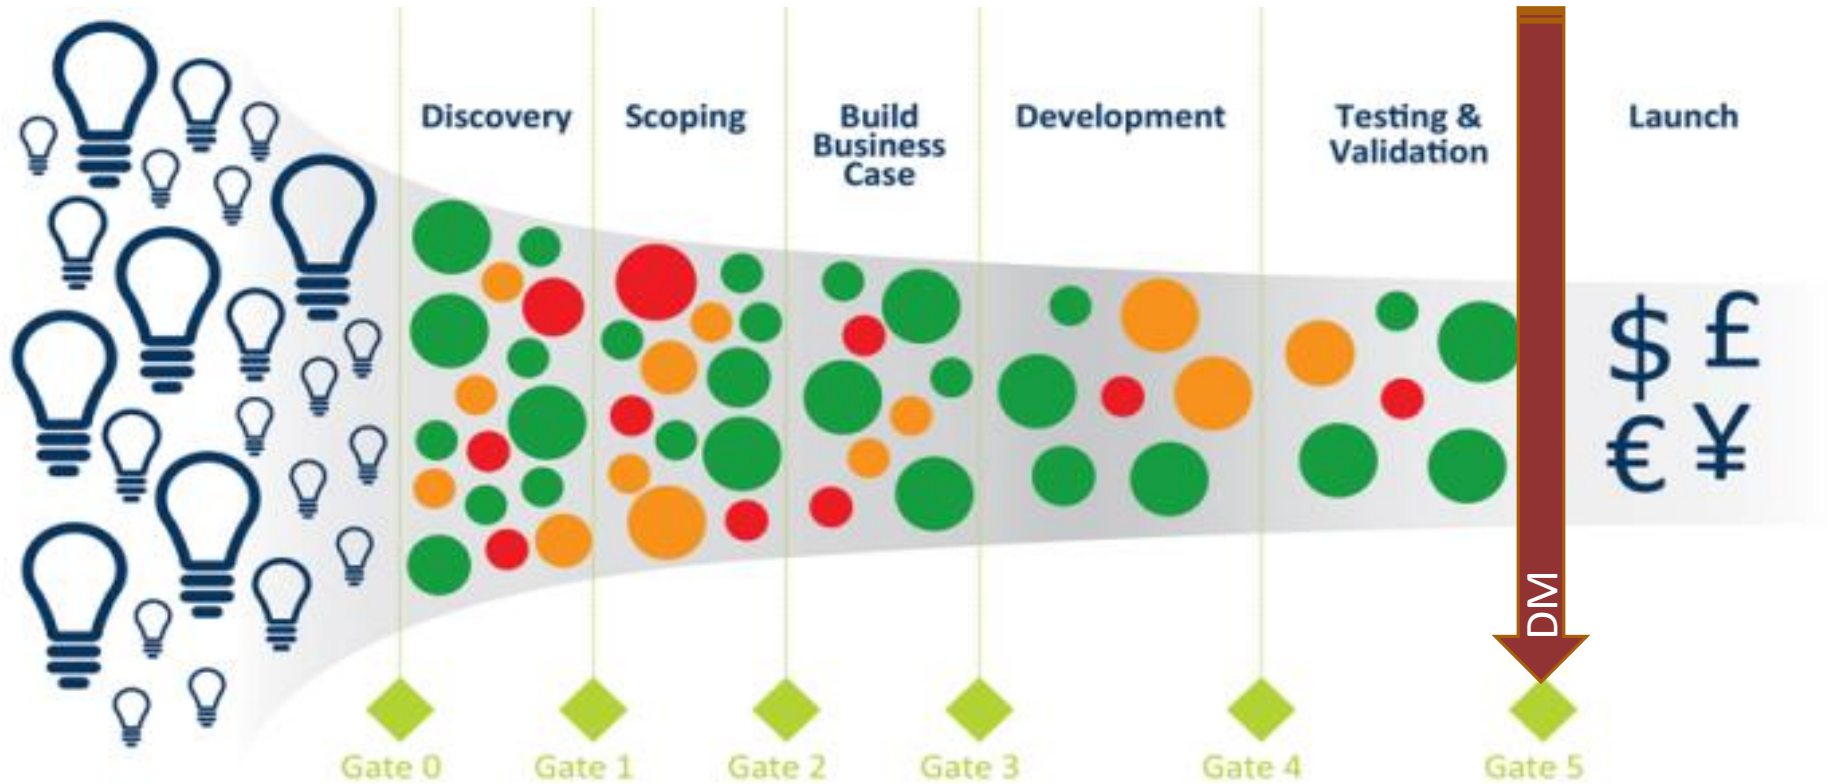 Discovery
Scoping
Build
Business
Case
Development
Testing &
Validation
Launch
$ £
€ ¥
DM
Gate 0
Gate 1
Gate 2
Gate 3
Gate 4
Gate 5